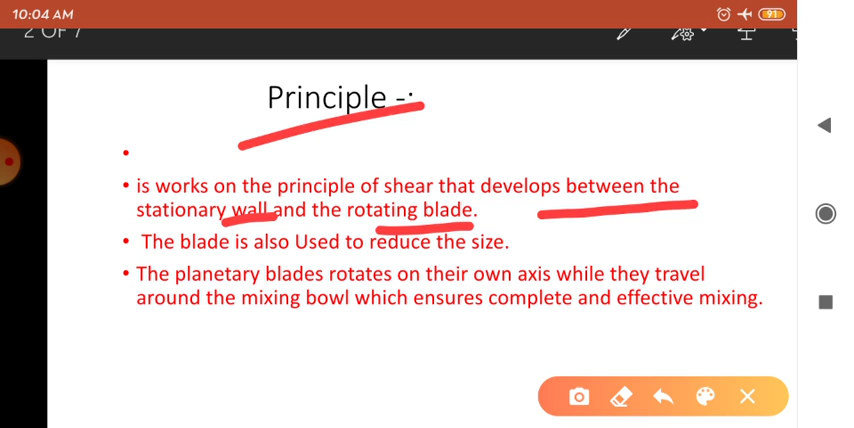 10:04 AM
91
2 OF 7
Principle -:
•
• is works on the principle of shear that develops between the
stationary wall and the rotating blade.
• The blade is also Used to reduce the size.
• The planetary blades rotates on their own axis while they travel
around the mixing bowl which ensures complete and effective mixing.